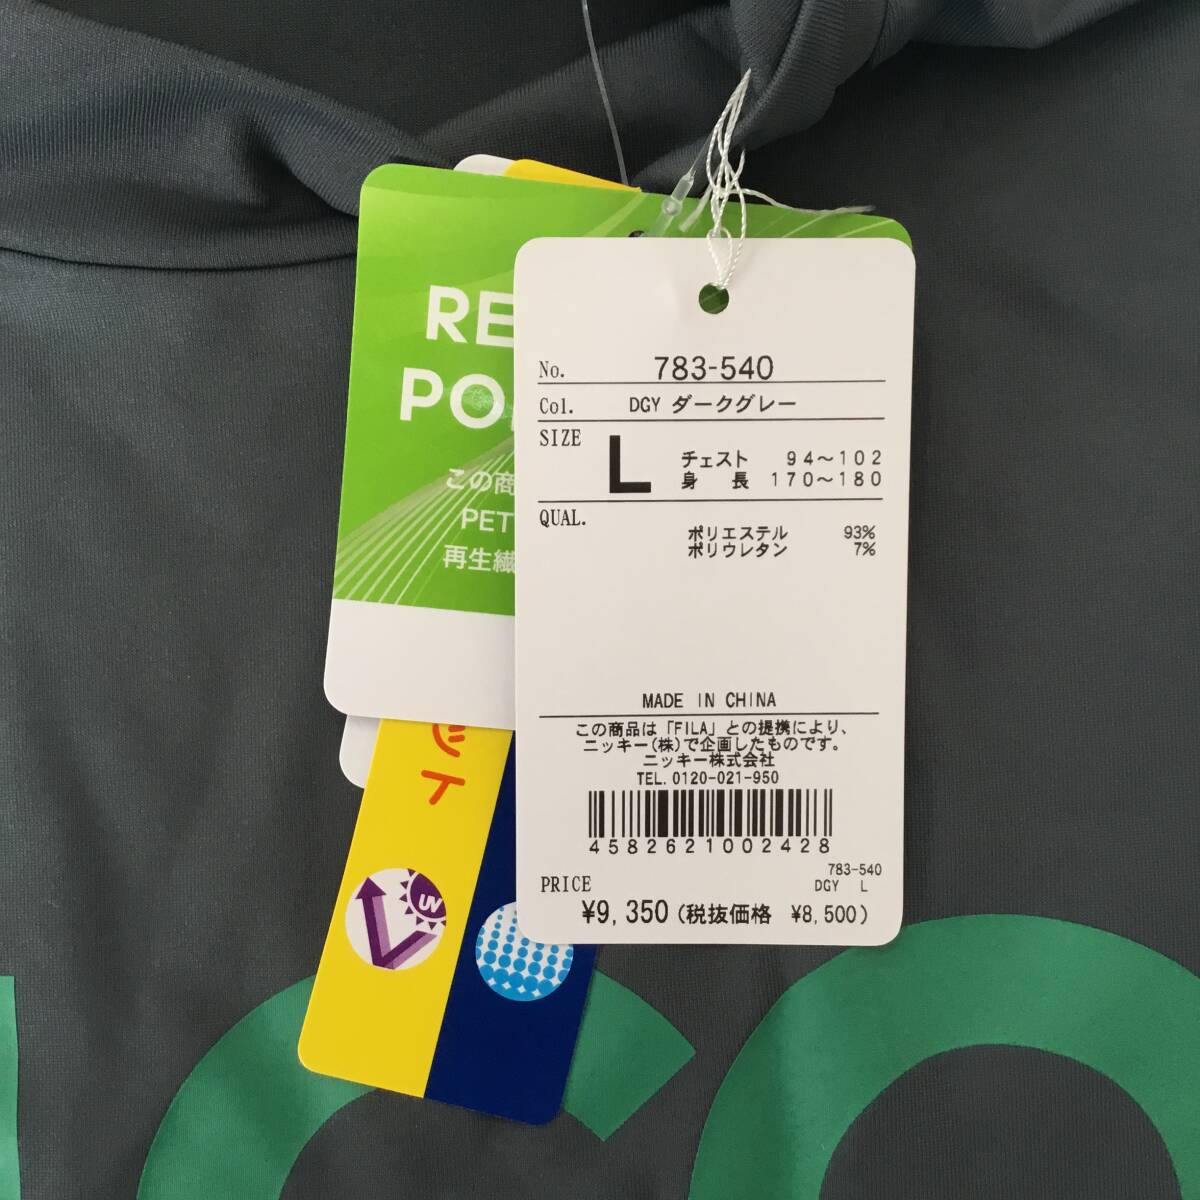 RE
PO
この商
PET
再生繊
No. 783-540
Col. DGY ダークグレー
SIZE L チェスト 94～102
身長 170～180
QUAL. ポリエステル 93%
ポリウレタン 7%
MADE IN CHINA
この商品は「FILA」との提携により、
ニッキー(株)で企画したものです。
ニッキー株式会社
TEL. 0120-021-950
4582621002428
783-540
DGY L
PRICE ¥9,350 (税抜価格 ¥8,500)
ット
UV